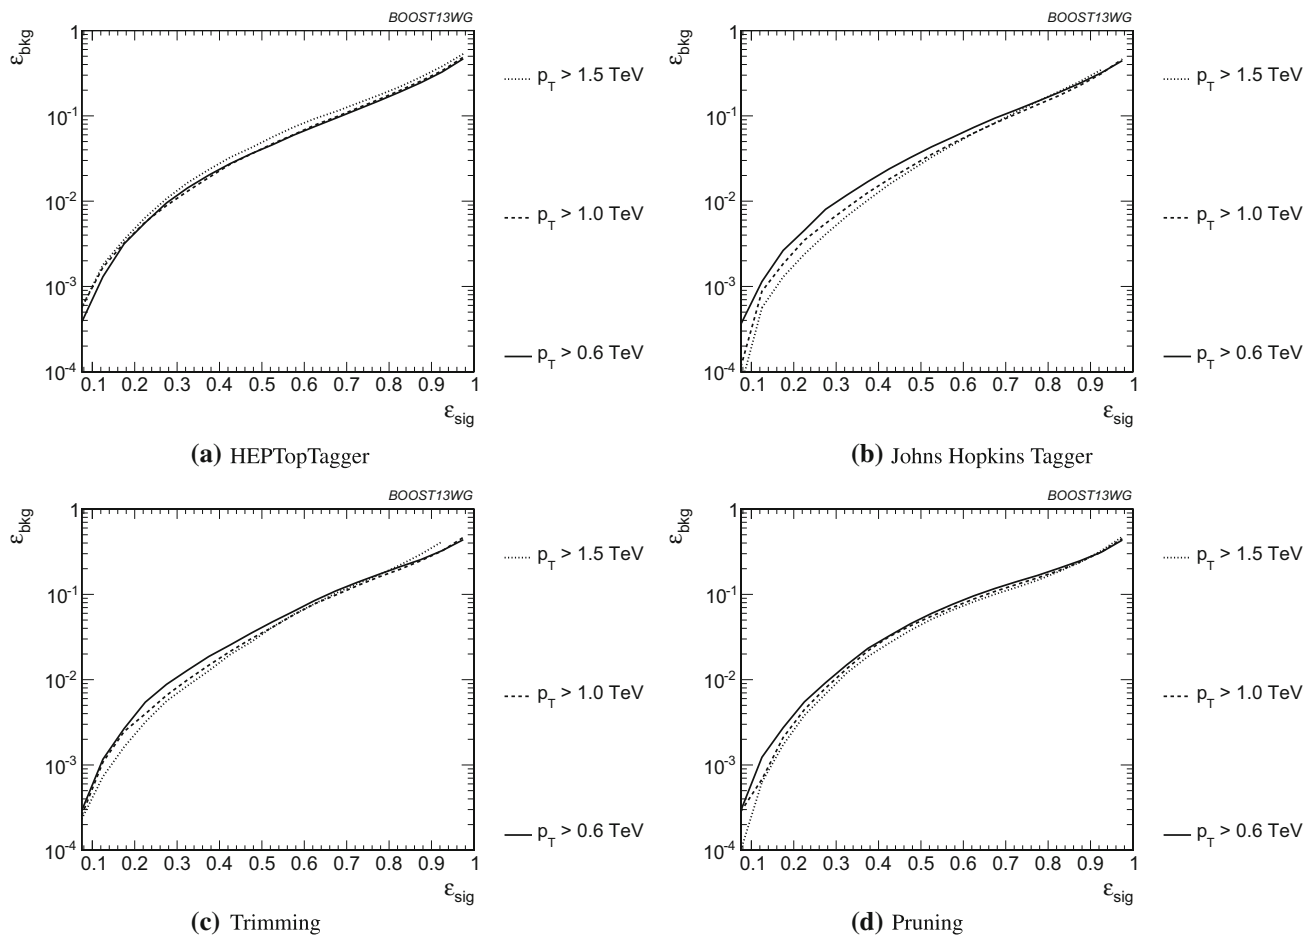 BOOST13WG
ε_bkg
1
10^-1
10^-2
10^-3
10^-4
0.1 0.2 0.3 0.4 0.5 0.6 0.7 0.8 0.9 1
ε_sig
p_T > 1.5 TeV
p_T > 1.0 TeV
p_T > 0.6 TeV
(a) HEPTopTagger
BOOST13WG
ε_bkg
1
10^-1
10^-2
10^-3
10^-4
0.1 0.2 0.3 0.4 0.5 0.6 0.7 0.8 0.9 1
ε_sig
p_T > 1.5 TeV
p_T > 1.0 TeV
p_T > 0.6 TeV
(b) Johns Hopkins Tagger
BOOST13WG
ε_bkg
1
10^-1
10^-2
10^-3
10^-4
0.1 0.2 0.3 0.4 0.5 0.6 0.7 0.8 0.9 1
ε_sig
p_T > 1.5 TeV
p_T > 1.0 TeV
p_T > 0.6 TeV
(c) Trimming
BOOST13WG
ε_bkg
1
10^-1
10^-2
10^-3
10^-4
0.1 0.2 0.3 0.4 0.5 0.6 0.7 0.8 0.9 1
ε_sig
p_T > 1.5 TeV
p_T > 1.0 TeV
p_T > 0.6 TeV
(d) Pruning